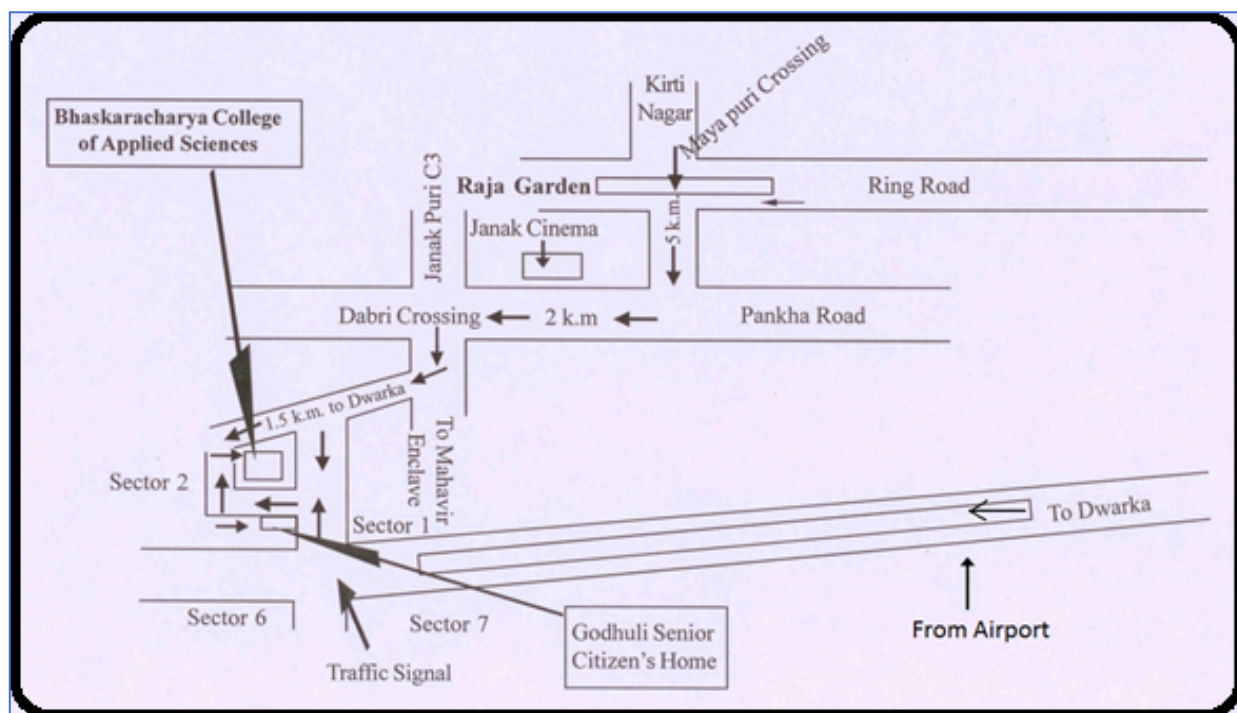 Kirti
Nagar
Maya puri Crossing
Bhaskaracharya College
of Applied Sciences
Raja Garden
Ring Road
Janak Puri C3
Janak Cinema
5 k.m.
Dabri Crossing
2 k.m
Pankha Road
1.5 k.m. to Dwarka
To Mahavir
Enclave
Sector 2
Sector 1
To Dwarka
Sector 6
Sector 7
From Airport
Godhuli Senior
Citizen's Home
Traffic Signal